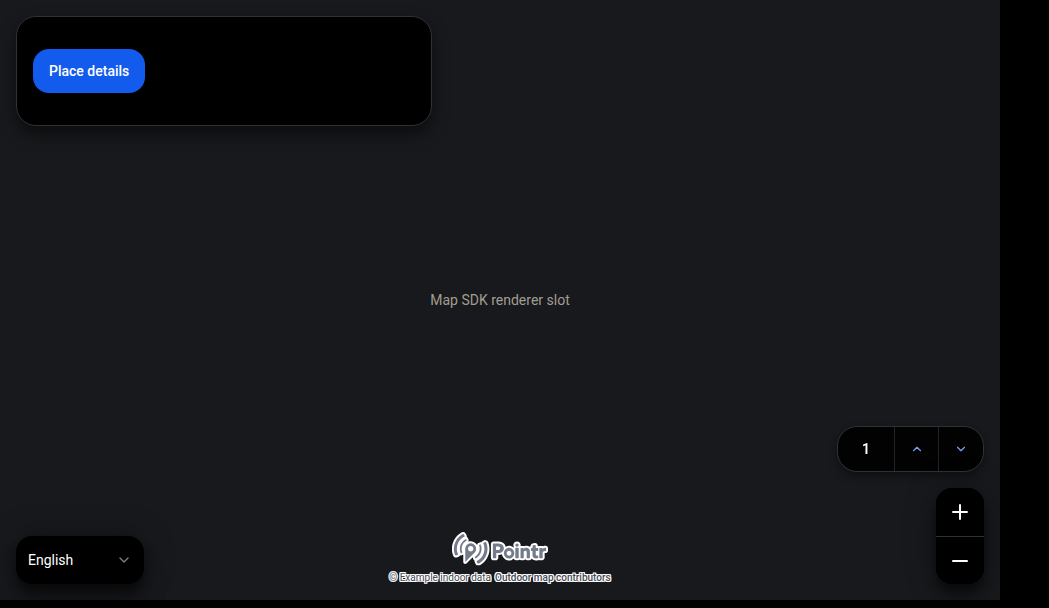 Place details
Map SDK renderer slot
1
English
Pointr
© Example indoor data Outdoor map contributors